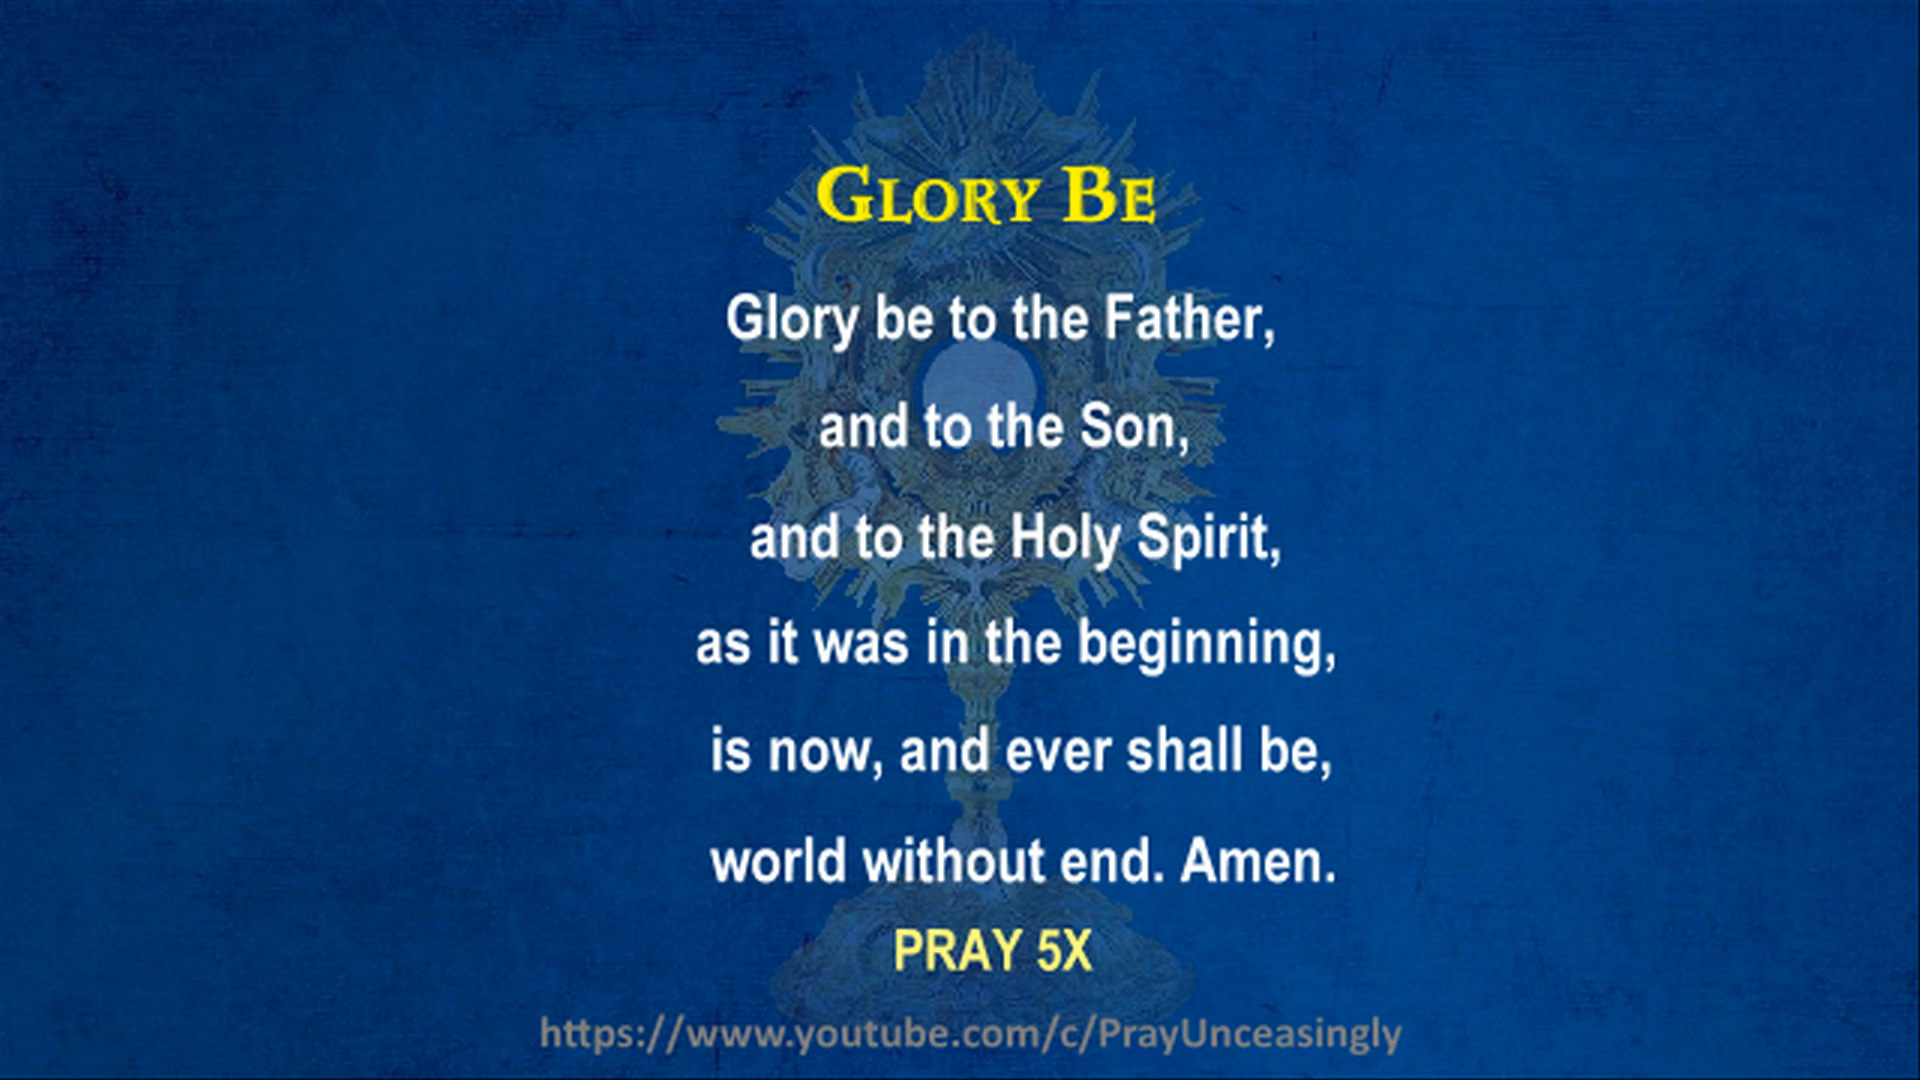 GLORY BE
Glory be to the Father,
and to the Son,
and to the Holy Spirit,
as it was in the beginning,
is now, and ever shall be,
world without end. Amen.
PRAY 5X
https://www.youtube.com/c/PrayUnceasingly